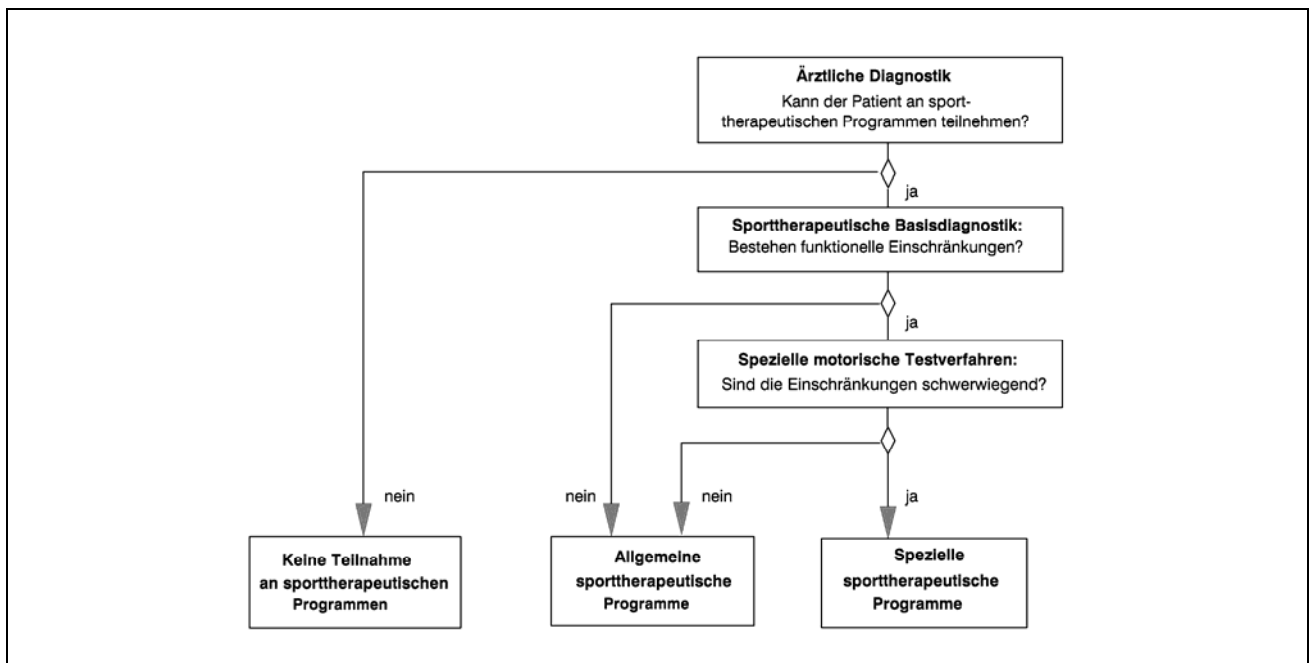 Ärztliche Diagnostik
Kann der Patient an sport-
therapeutischen Programmen teilnehmen?
ja
Sporttherapeutische Basisdiagnostik:
Bestehen funktionelle Einschränkungen?
ja
Spezielle motorische Testverfahren:
Sind die Einschränkungen schwerwiegend?
nein
nein
nein
ja
Keine Teilnahme
an sporttherapeutischen
Programmen
Allgemeine
sporttherapeutische
Programme
Spezielle
sporttherapeutische
Programme